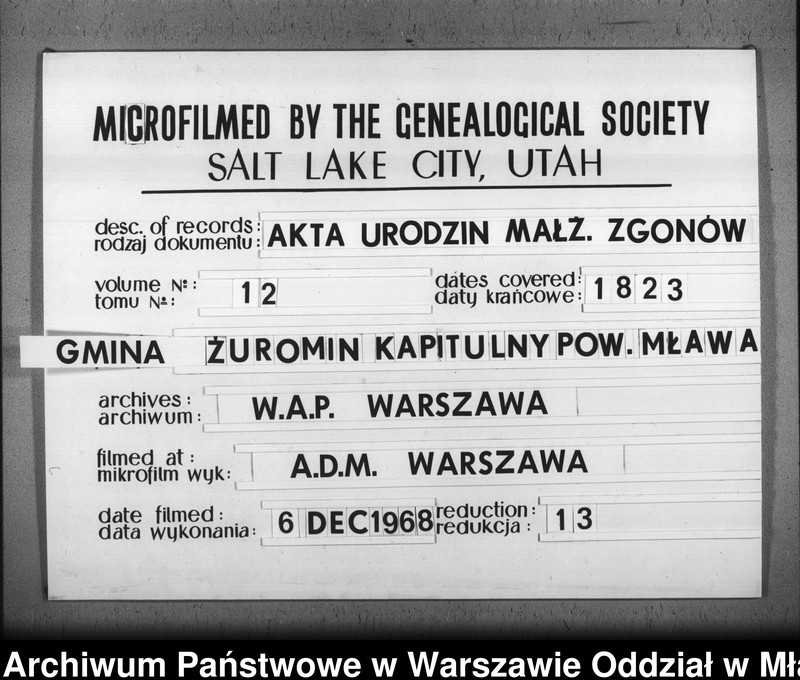 MICROFILMED BY THE GENEALOGICAL SOCIETY
SALT LAKE CITY, UTAH
desc. of records: AKTA URODZIN MAŁŻ. ZGONÓW
rodzaj dokumentu:
volume №: 12 dates covered: 1823
tomu №: daty krańcowe:
GMINA ŻUROMIN KAPITULNY POW. MŁAWA
archives: W.A.P. WARSZAWA
archiwum:
filmed at: A.D.M. WARSZAWA
mikrofilm wyk:
date filmed: 6 DEC 1968 reduction: 13
data wykonania: redukcja:
Archiwum Państwowe w Warszawie Oddział w Mła